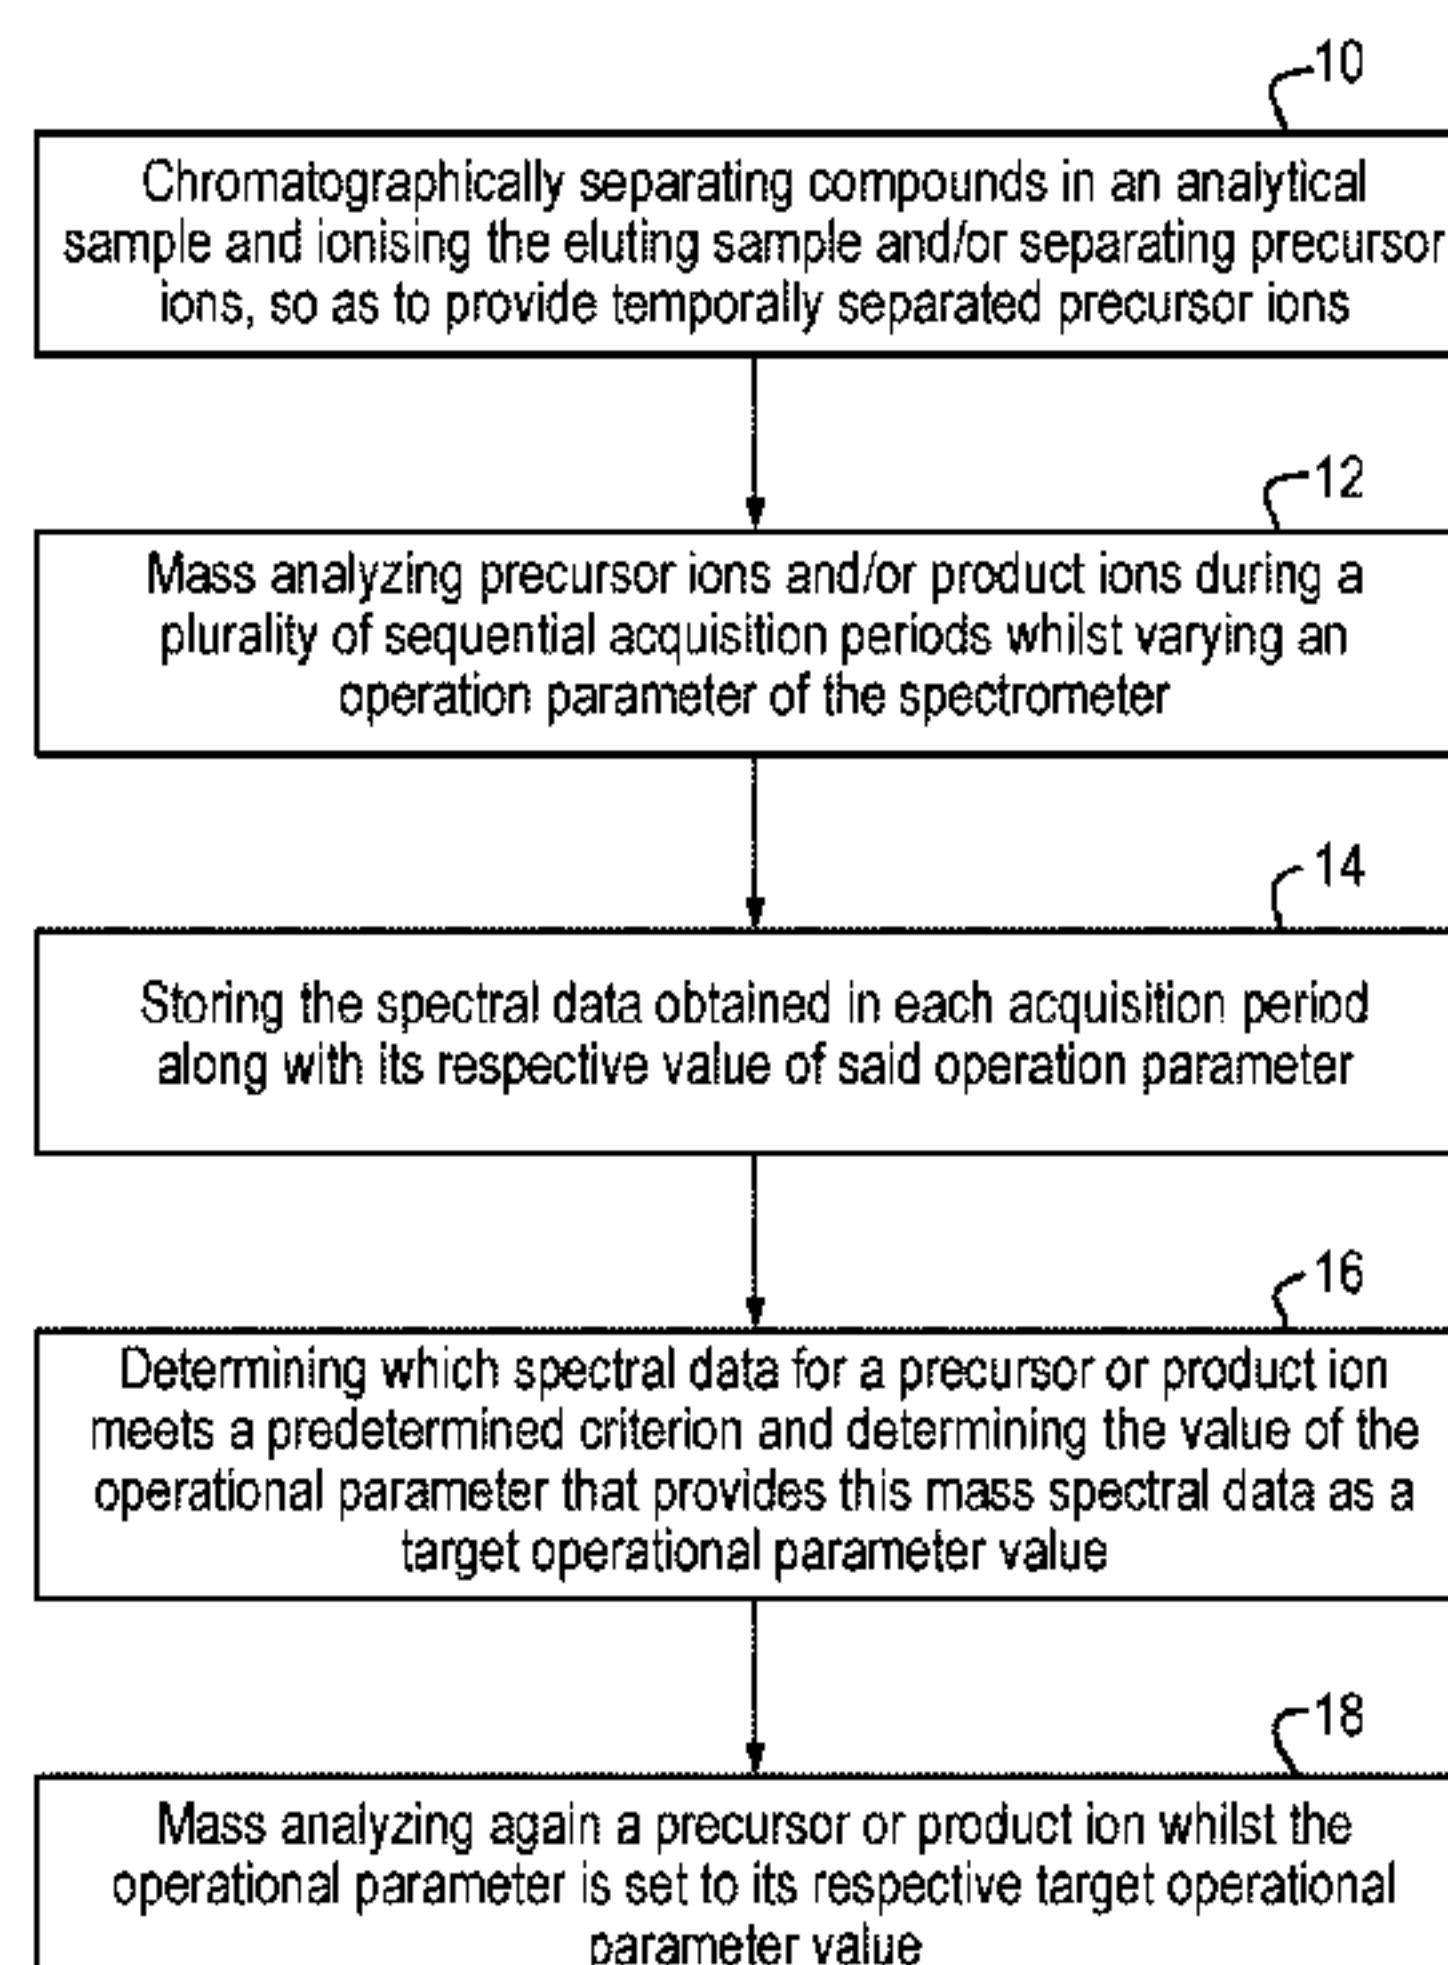 10
Chromatographically separating compounds in an analytical
sample and ionising the eluting sample and/or separating precursor
ions, so as to provide temporally separated precursor ions
12
Mass analyzing precursor ions and/or product ions during a
plurality of sequential acquisition periods whilst varying an
operation parameter of the spectrometer
14
Storing the spectral data obtained in each acquisition period
along with its respective value of said operation parameter
16
Determining which spectral data for a precursor or product ion
meets a predetermined criterion and determining the value of the
operational parameter that provides this mass spectral data as a
target operational parameter value
18
Mass analyzing again a precursor or product ion whilst the
operational parameter is set to its respective target operational
parameter value